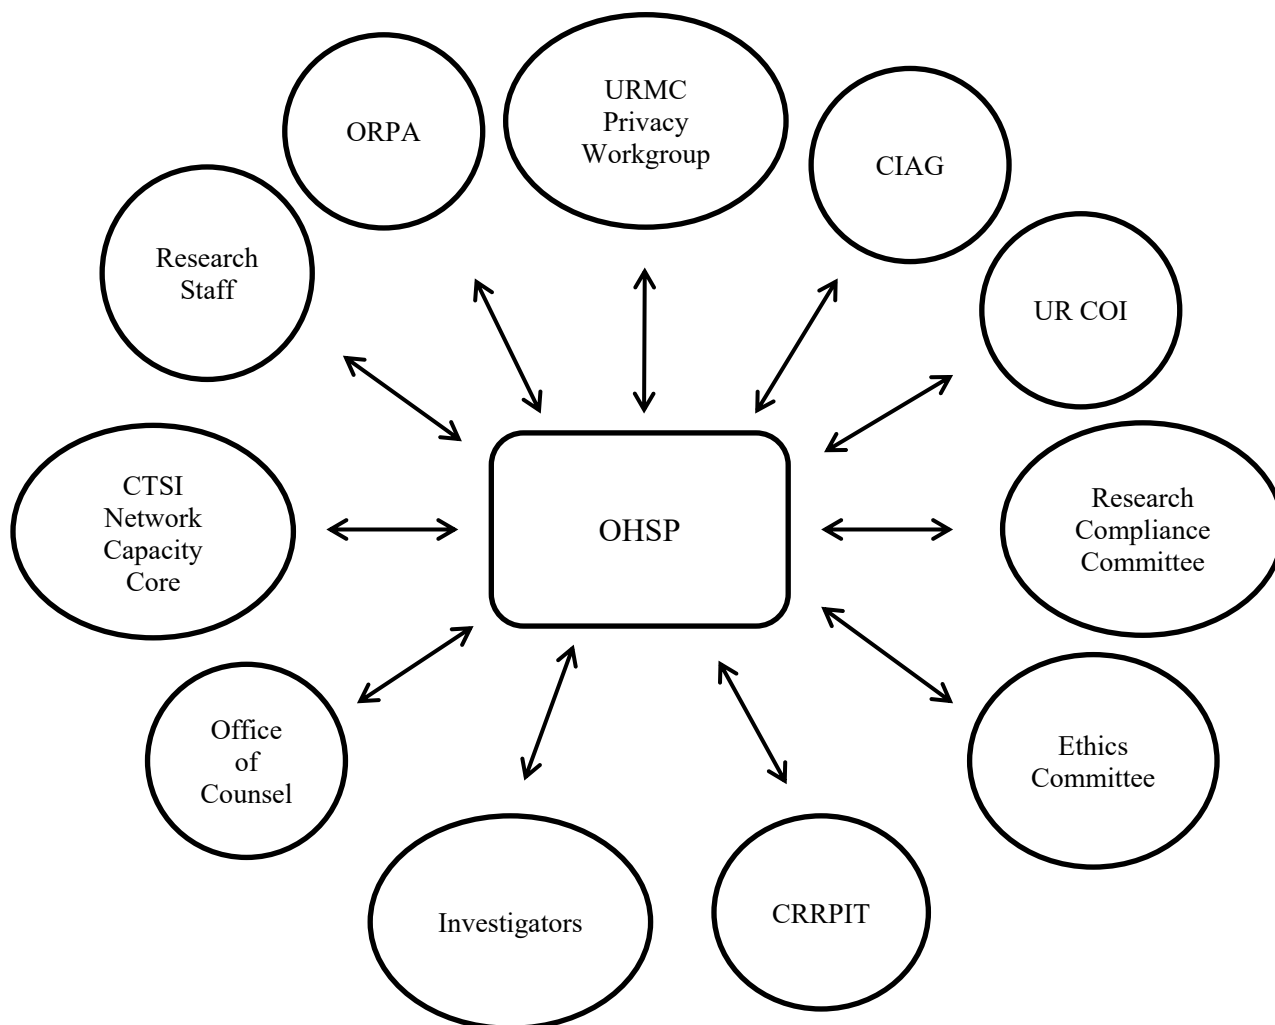 URMC
Privacy
Workgroup
ORPA
CIAG
Research
Staff
UR COI
CTSI
Network
Capacity
Core
OHSP
Research
Compliance
Committee
Office
of
Counsel
Ethics
Committee
Investigators
CRRPIT